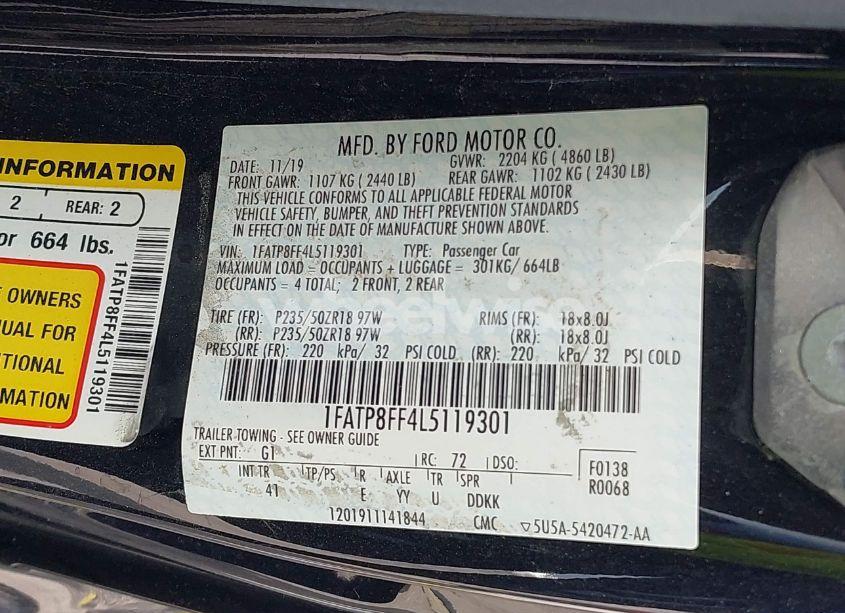 INFORMATION
2 REAR: 2
or 664 lbs.
OWNERS
UAL FOR
TIONAL
RMATION
1FATP8FF4L5119301
MFD. BY FORD MOTOR CO.
DATE: 11/19 GVWR: 2204 KG ( 4860 LB)
FRONT GAWR: 1107 KG ( 2440 LB) REAR GAWR: 1102 KG ( 2430 LB)
THIS VEHICLE CONFORMS TO ALL APPLICABLE FEDERAL MOTOR
VEHICLE SAFETY, BUMPER, AND THEFT PREVENTION STANDARDS
IN EFFECT ON THE DATE OF MANUFACTURE SHOWN ABOVE.
VIN: 1FATP8FF4L5119301 TYPE: Passenger Car
MAXIMUM LOAD = OCCUPANTS + LUGGAGE = 301KG/ 664LB
OCCUPANTS = 4 TOTAL; 2 FRONT, 2 REAR
TIRE (FR): P235/50ZR18 97W RIMS (FR): 18x8.0J
(RR): P235/50ZR18 97W (RR): 18x8.0J
PRESSURE (FR): 220 kPa/ 32 PSI COLD (RR): 220 kPa/ 32 PSI COLD
1FATP8FF4L5119301
TRAILER TOWING - SEE OWNER GUIDE
EXT PNT: G1 RC: 72 DSO: F0138
INT TR TP/PS R AXLE TR SPR R0068
41 E YY U DDKK
1201911141844 CMC ▽5U5A-5420472-AA